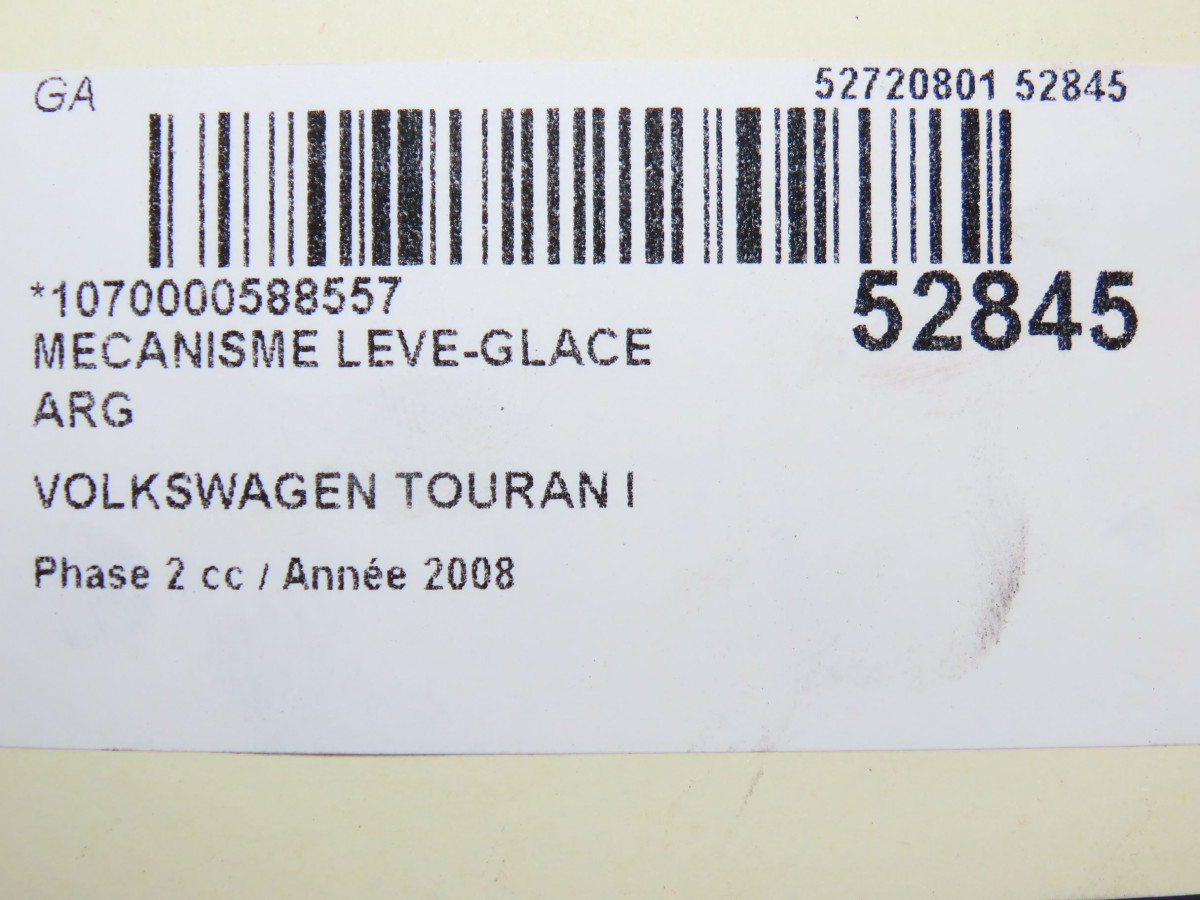 GA
52720801 52845
*1070000588557
52845
MECANISME LEVE-GLACE
ARG
VOLKSWAGEN TOURAN I
Phase 2 cc / Année 2008